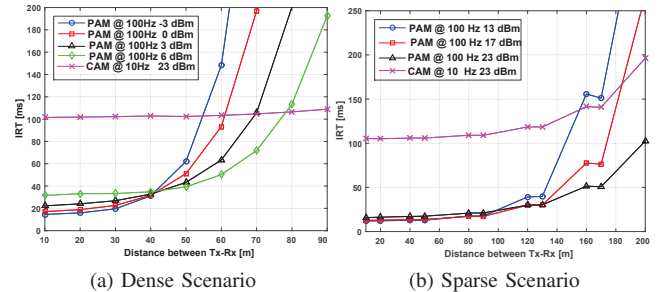 PAM @ 100Hz -3 dBm
PAM @ 100Hz 0 dBm
PAM @ 100Hz 3 dBm
PAM @ 100Hz 6 dBm
CAM @ 10Hz 23 dBm
IRT [ms]
200
180
160
140
120
100
80
60
40
20
0
10 20 30 40 50 60 70 80 90
Distance between Tx-Rx [m]
(a) Dense Scenario
PAM @ 100 Hz 13 dBm
PAM @ 100 Hz 17 dBm
PAM @ 100 Hz 23 dBm
CAM @ 10 Hz 23 dBm
IRT [ms]
250
200
150
100
50
0
20 40 60 80 100 120 140 160 180 200
Distance between Tx-Rx [m]
(b) Sparse Scenario